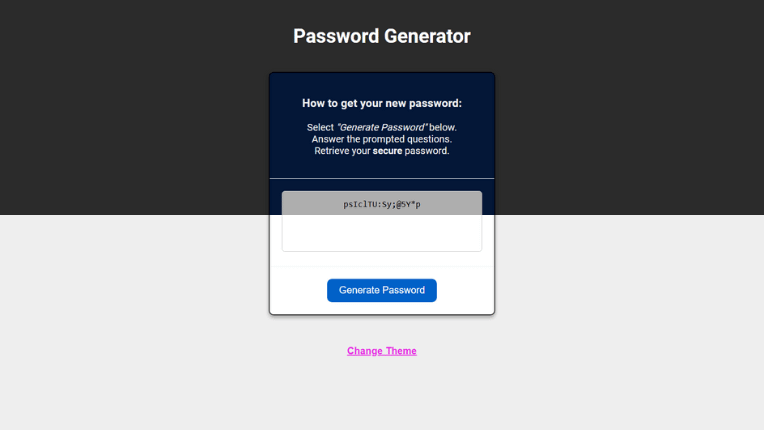 Password Generator
How to get your new password:
Select "Generate Password" below.
Answer the prompted questions.
Retrieve your secure password.
psIclTU:Sy;@5Y*p
Generate Password
Change Theme